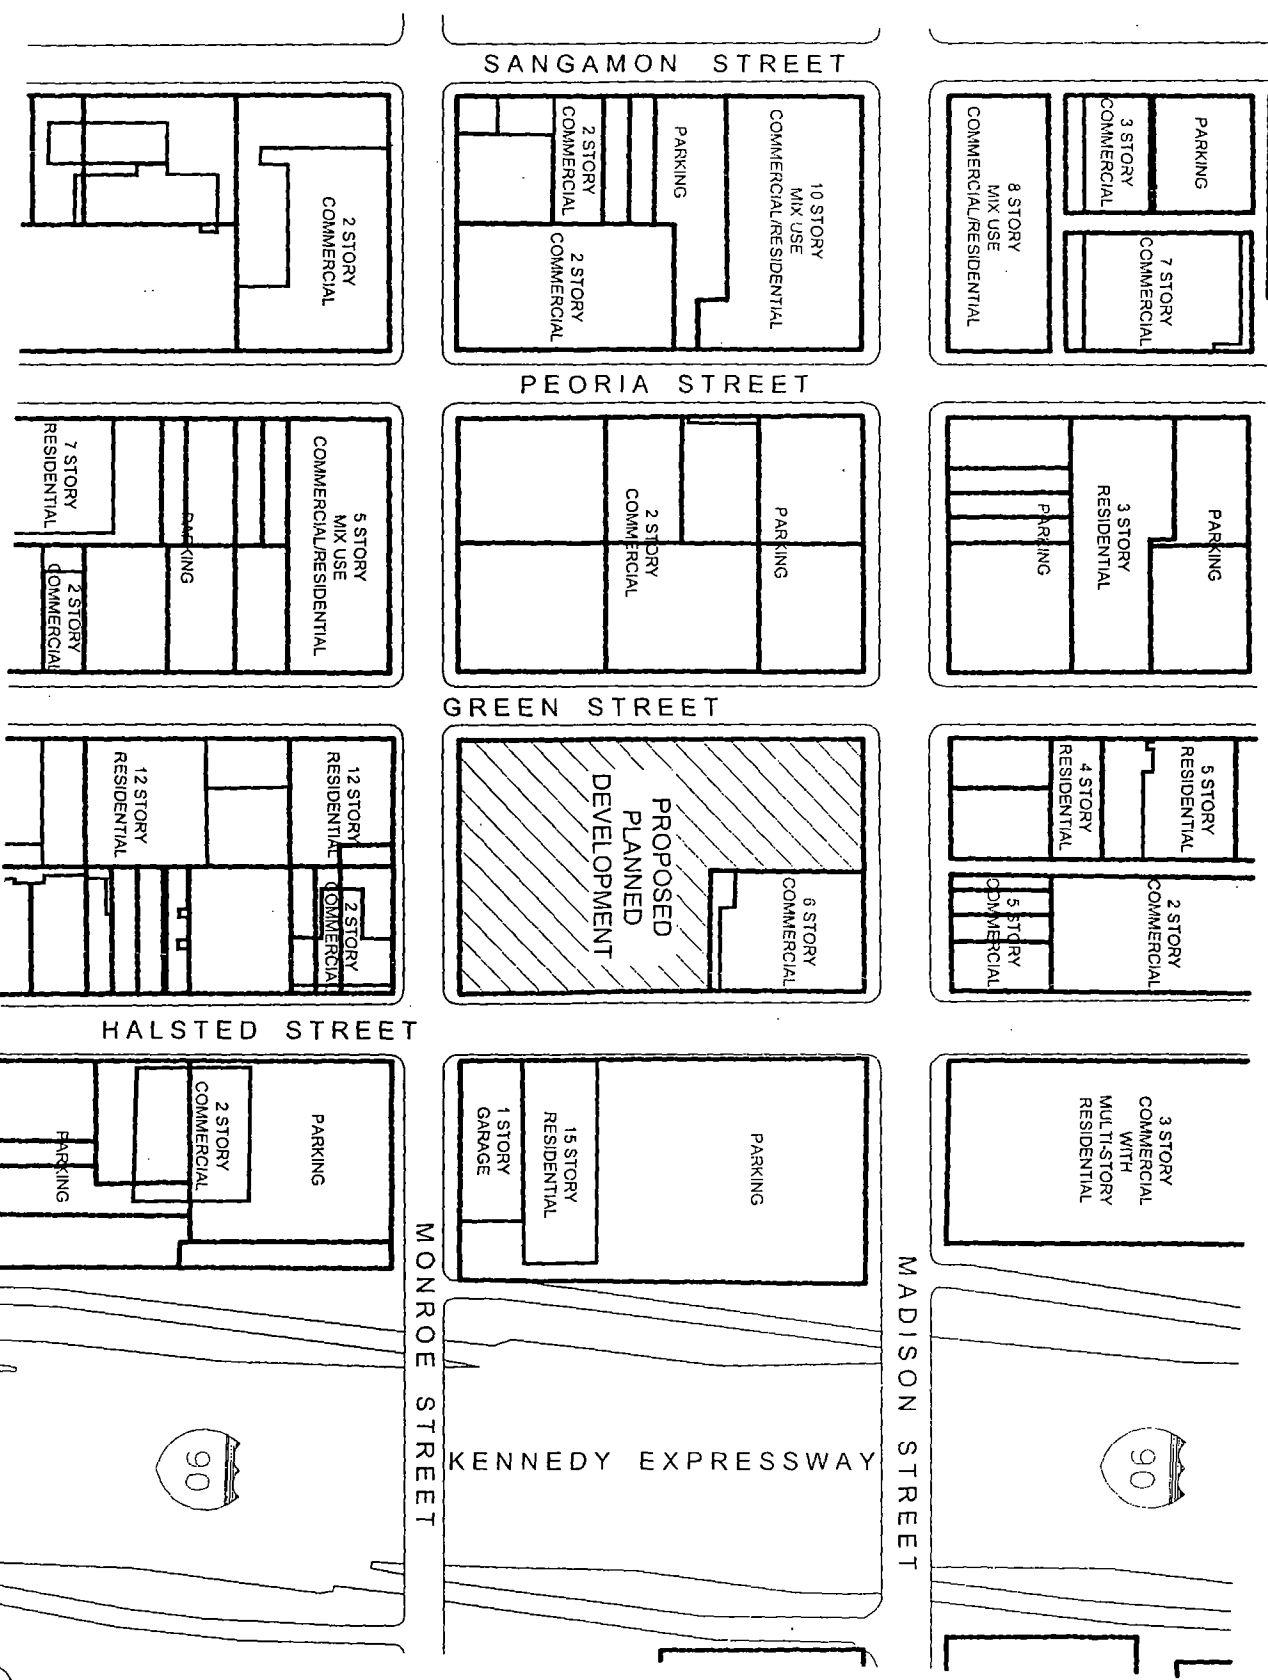 SANGAMON STREET
2 STORY
COMMERCIAL
2 STORY
COMMERCIAL
PARKING
10 STORY
MIX USE
COMMERCIAL/RESIDENTIAL
2 STORY
COMMERCIAL
8 STORY
MIX USE
COMMERCIAL/RESIDENTIAL
3 STORY
COMMERCIAL
PARKING
7 STORY
COMMERCIAL
PEORIA STREET
7 STORY
RESIDENTIAL
PARKING
5 STORY
MIX USE
COMMERCIAL/RESIDENTIAL
2 STORY
COMMERCIAL
2 STORY
COMMERCIAL
PARKING
PARKING
3 STORY
RESIDENTIAL
PARKING
GREEN STREET
12 STORY
RESIDENTIAL
12 STORY
RESIDENTIAL
2 STORY
COMMERCIAL
PROPOSED
PLANNED
DEVELOPMENT
6 STORY
COMMERCIAL
4 STORY
RESIDENTIAL
5 STORY
RESIDENTIAL
5 STORY
COMMERCIAL
2 STORY
COMMERCIAL
HALSTED STREET
PARKING
2 STORY
COMMERCIAL
PARKING
1 STORY
GARAGE
15 STORY
RESIDENTIAL
PARKING
3 STORY
COMMERCIAL
WITH
MULTI-STORY
RESIDENTIAL
MONROE STREET
MADISON STREET
KENNEDY EXPRESSWAY
90
90